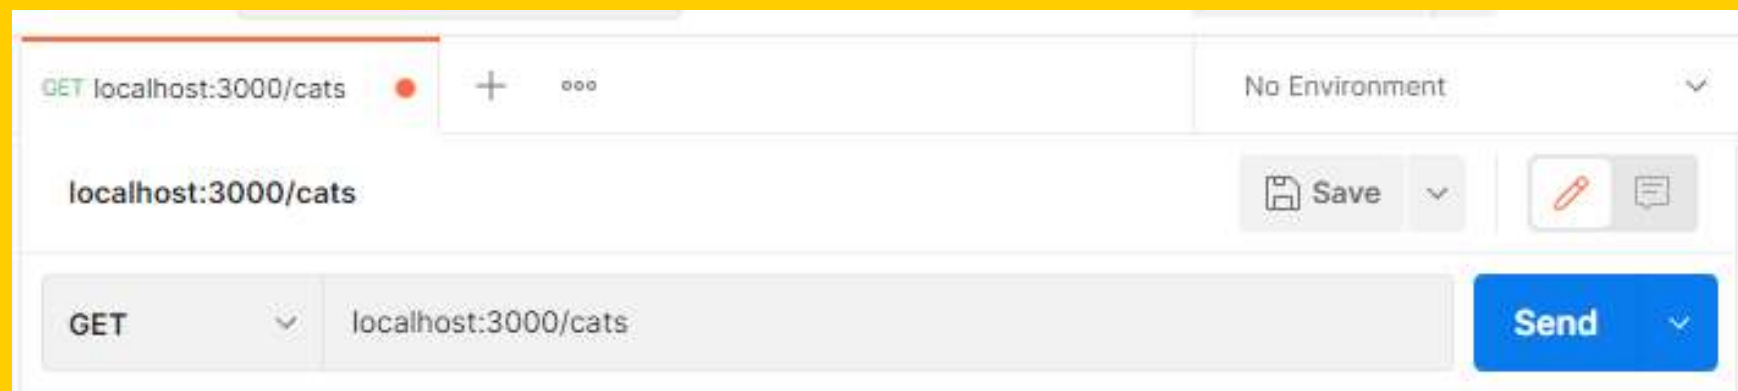 GET localhost:3000/cats
No Environment
localhost:3000/cats
Save
GET localhost:3000/cats Send